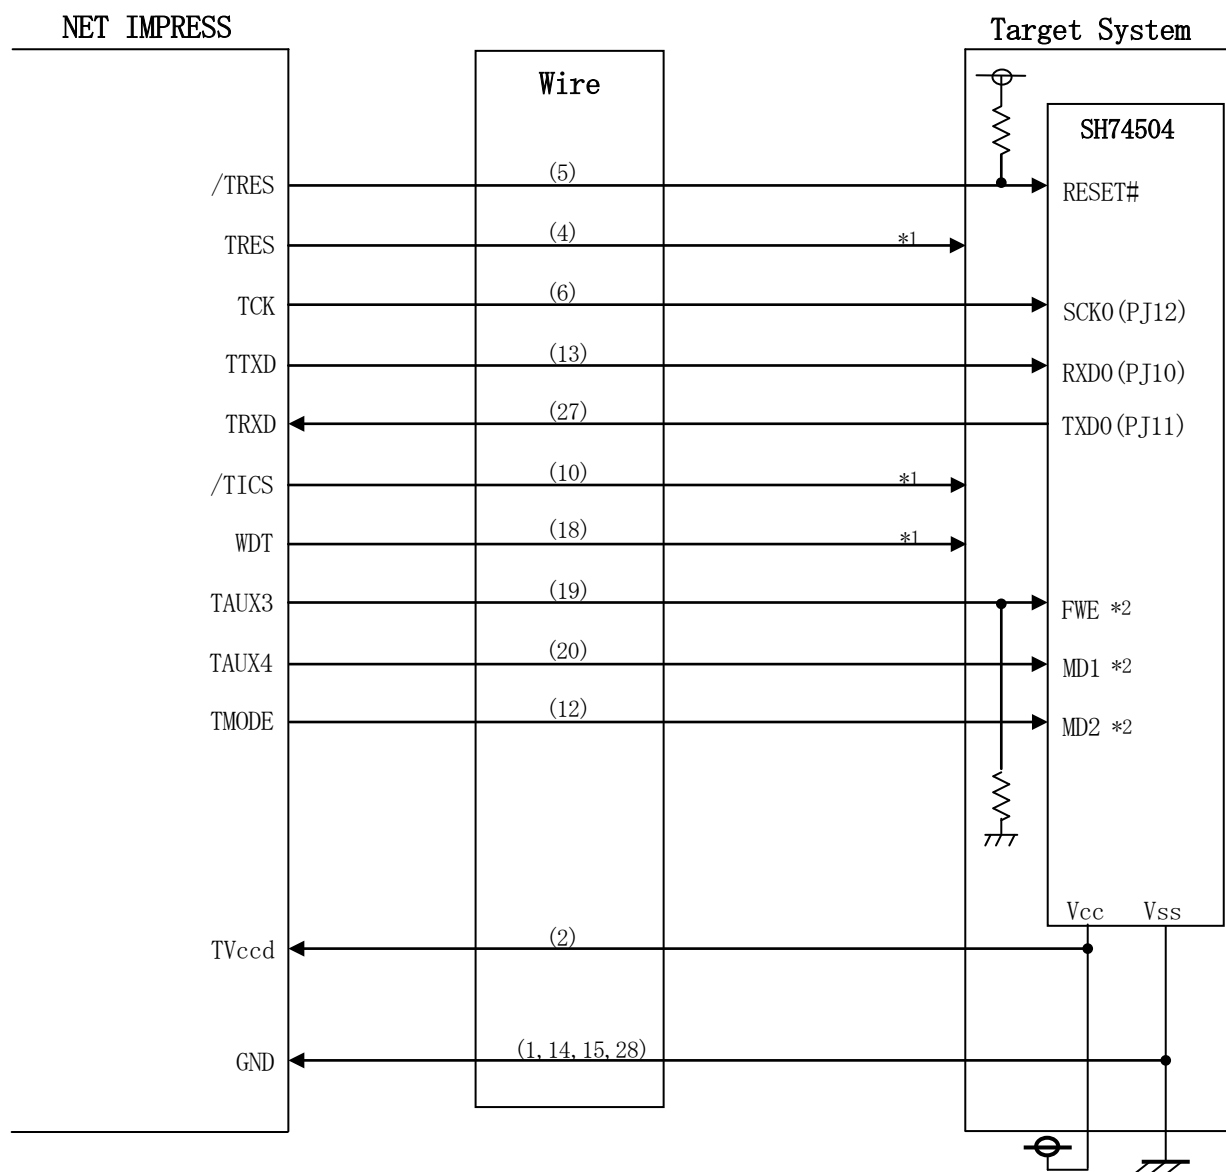 NET IMPRESS
Target System
Wire
SH74504
/TRES (5) RESET#
TRES (4) *1
TCK (6) SCK0(PJ12)
TTXD (13) RXD0(PJ10)
TRXD (27) TXD0(PJ11)
/TICS (10) *1
WDT (18) *1
TAUX3 (19) FWE *2
TAUX4 (20) MD1 *2
TMODE (12) MD2 *2
Vcc Vss
TVccd (2)
GND (1,14,15,28)